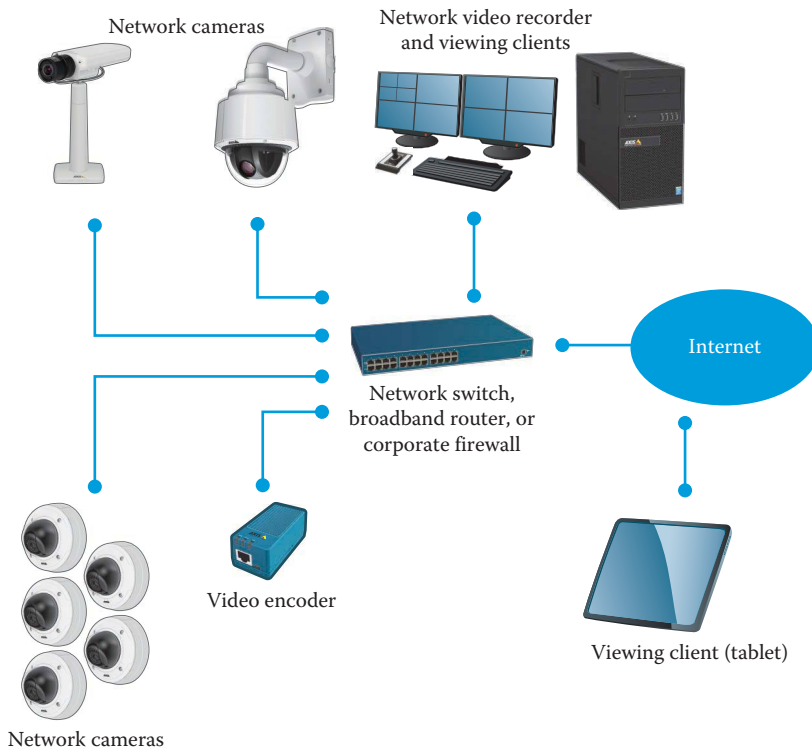 Network cameras
Network video recorder
and viewing clients
AXIS
Internet
Network switch,
broadband router, or
corporate firewall
Video encoder
Viewing client (tablet)
Network cameras